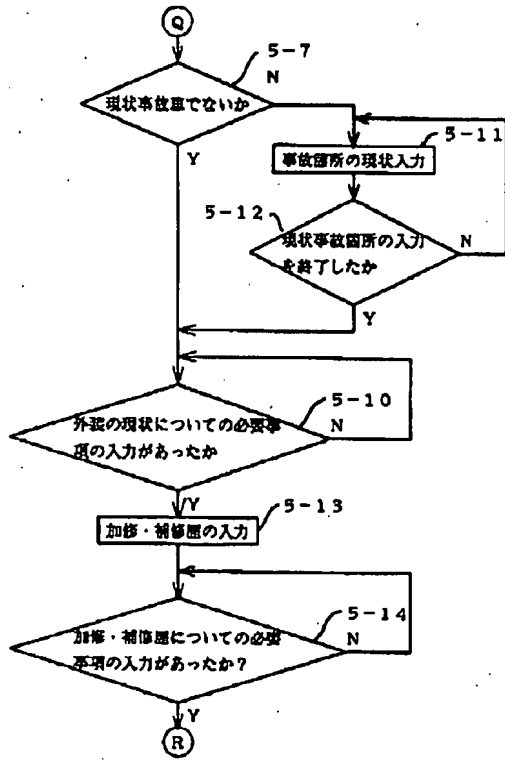 Q
5-7
現状事故車でないか
N
Y
5-11
事故箇所の現状入力
5-12
現状事故箇所の入力
を終了したか
N
Y
5-10
外装の現状についての必要事
項の入力があったか
N
Y
5-13
加修・補修歴の入力
5-14
加修・補修歴についての必要
事項の入力があったか？
N
Y
R